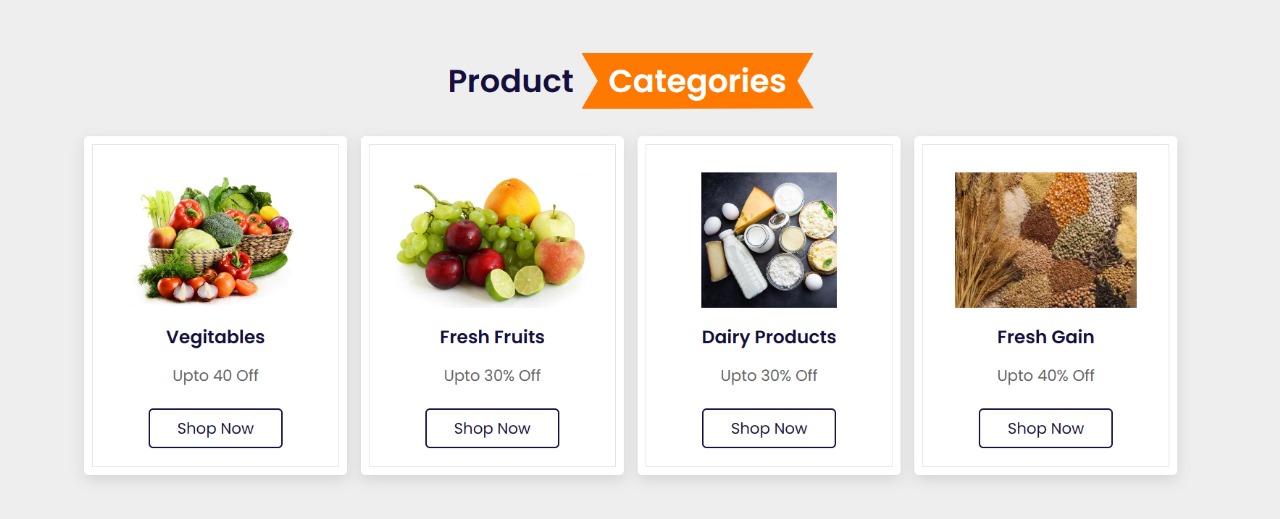 Product Categories
Vegitables
Upto 40 Off
Shop Now
Fresh Fruits
Upto 30% Off
Shop Now
Dairy Products
Upto 30% Off
Shop Now
Fresh Gain
Upto 40% Off
Shop Now